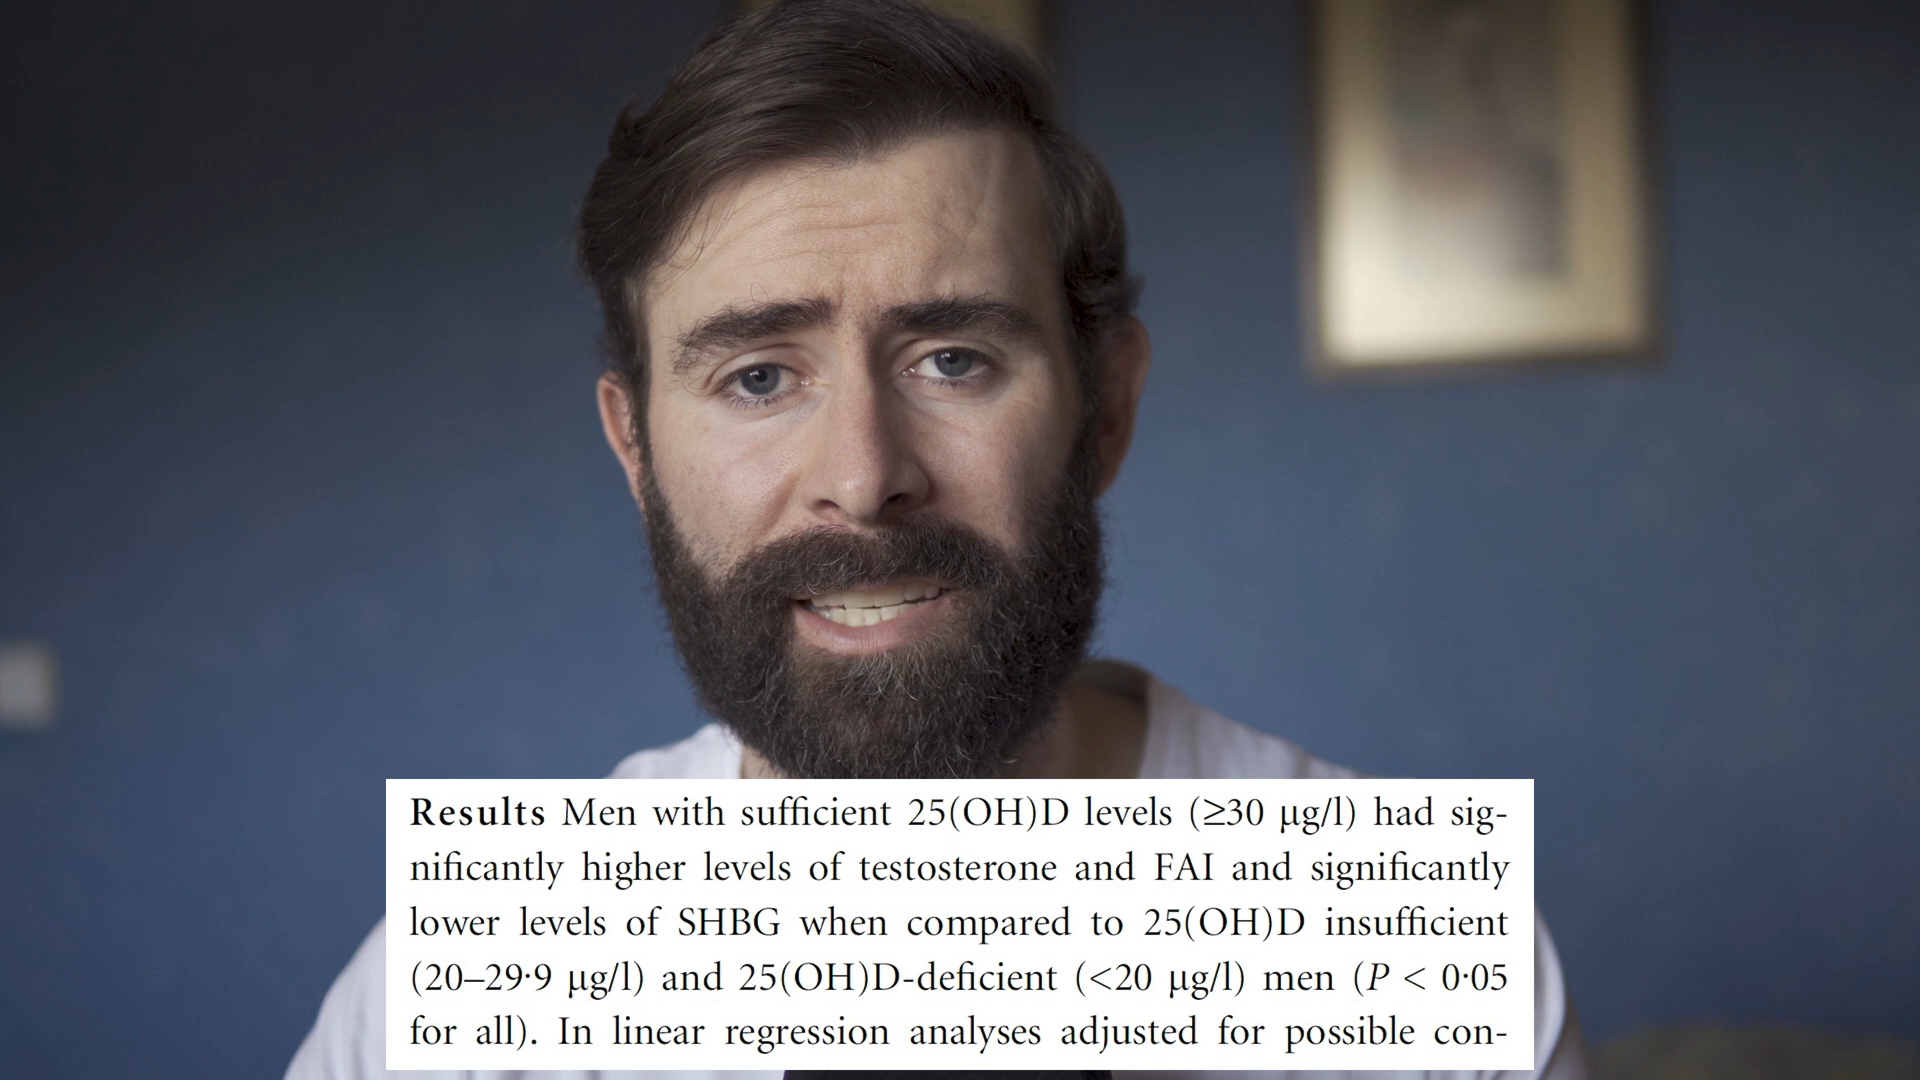 Results Men with sufficient 25(OH)D levels (≥30 μg/l) had sig-
nificantly higher levels of testosterone and FAI and significantly
lower levels of SHBG when compared to 25(OH)D insufficient
(20–29·9 μg/l) and 25(OH)D-deficient (<20 μg/l) men (P < 0·05
for all). In linear regression analyses adjusted for possible con-